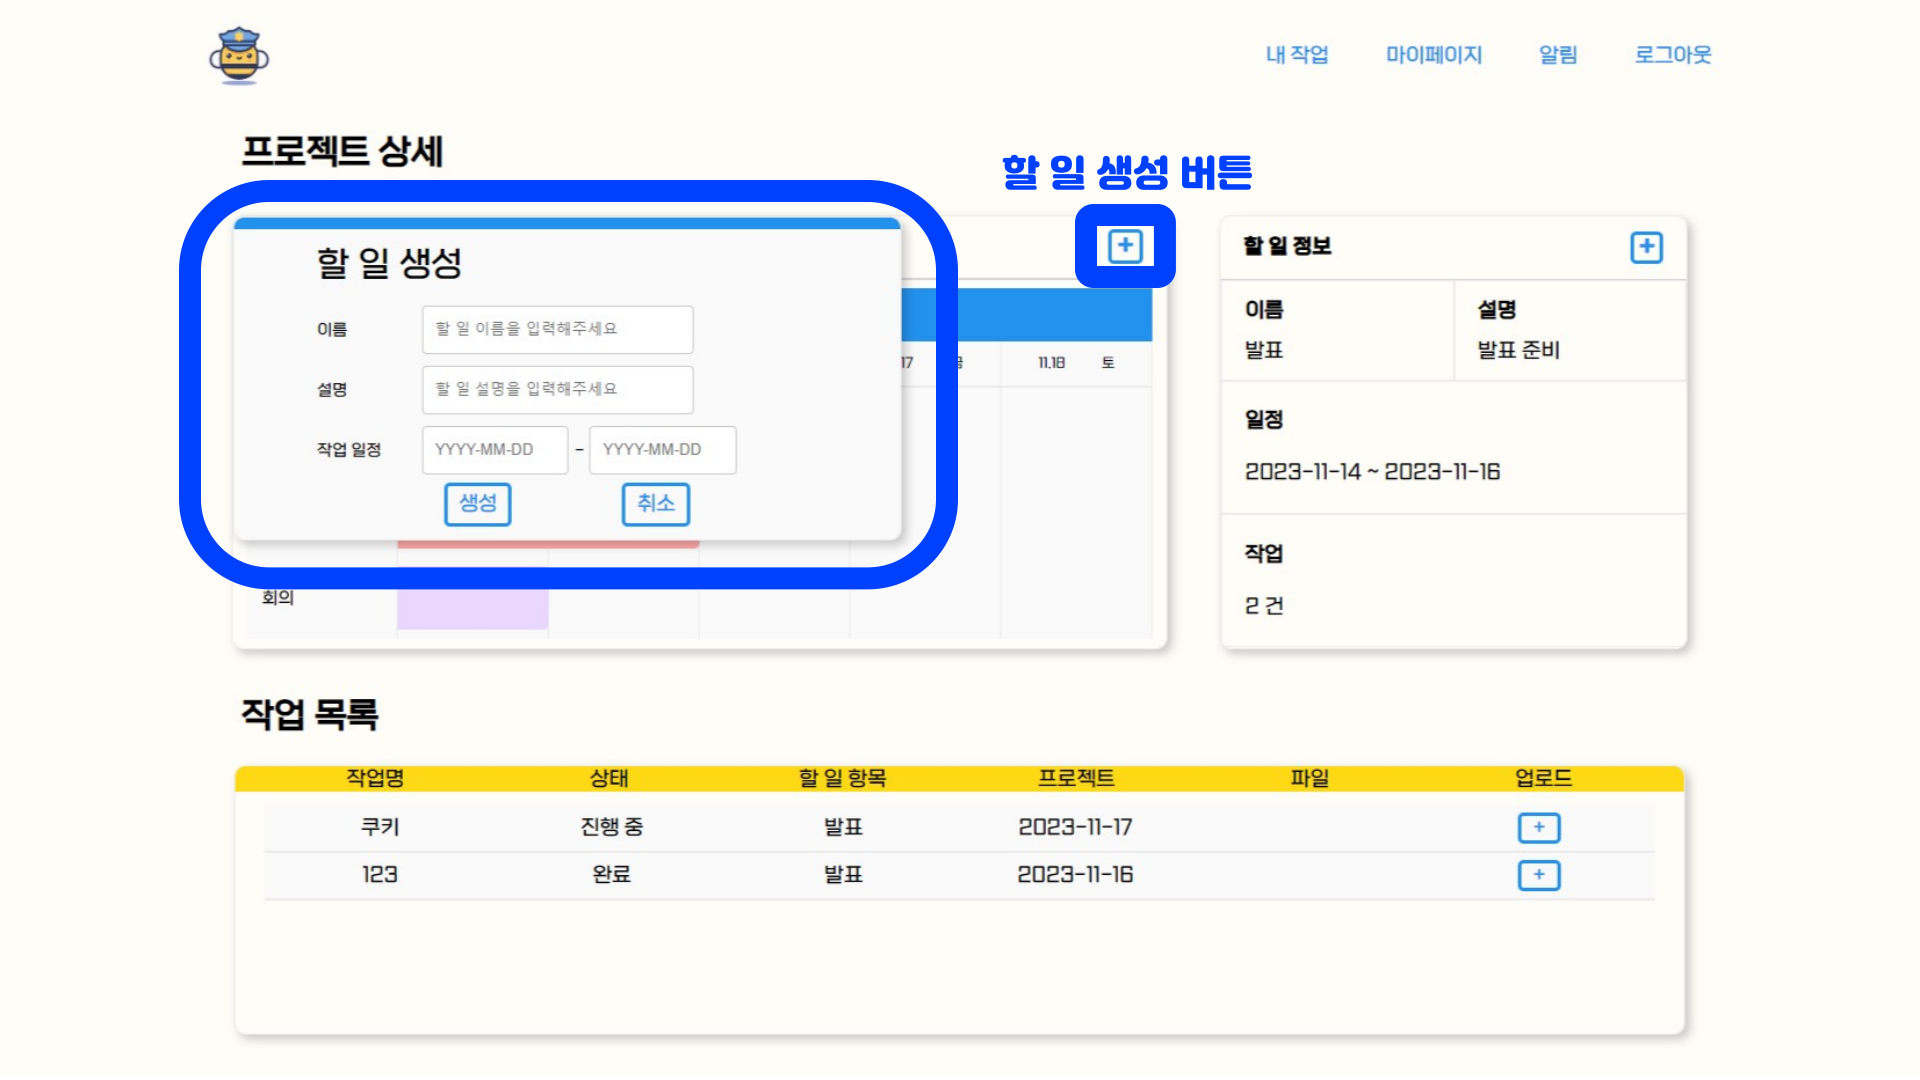 내 작업 마이페이지 알림 로그아웃
프로젝트 상세
할 일 생성 버튼
할 일 생성
이름 할 일 이름을 입력해주세요
설명 할 일 설명을 입력해주세요
작업 일정 YYYY-MM-DD - YYYY-MM-DD
생성 취소
+
17
11.18 토
회의
할 일 정보 +
이름 설명
발표 발표 준비
일정
2023-11-14 ~ 2023-11-16
작업
2 건
작업 목록
작업명 상태 할 일 항목 프로젝트 파일 업로드
쿠키 진행 중 발표 2023-11-17 +
123 완료 발표 2023-11-16 +